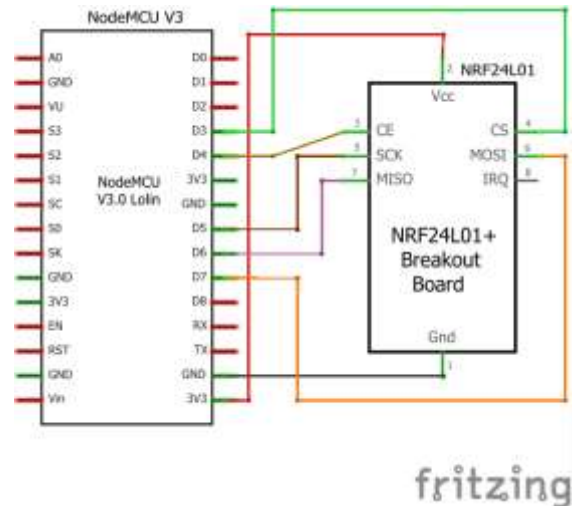 NodeMCU V3
A0
GND
VU
S3
S2
S1
SC
S0
SK
GND
3V3
EN
RST
GND
Vin
NodeMCU
V3.0 Lolin
D0
D1
D2
D3
D4
3V3
GND
D5
D6
D7
D8
RX
TX
GND
3V3
NRF24L01
2
Vcc
3
CE
5
SCK
7
MISO
CS
4
MOSI
6
IRQ
8
NRF24L01+
Breakout
Board
Gnd
1
fritzing